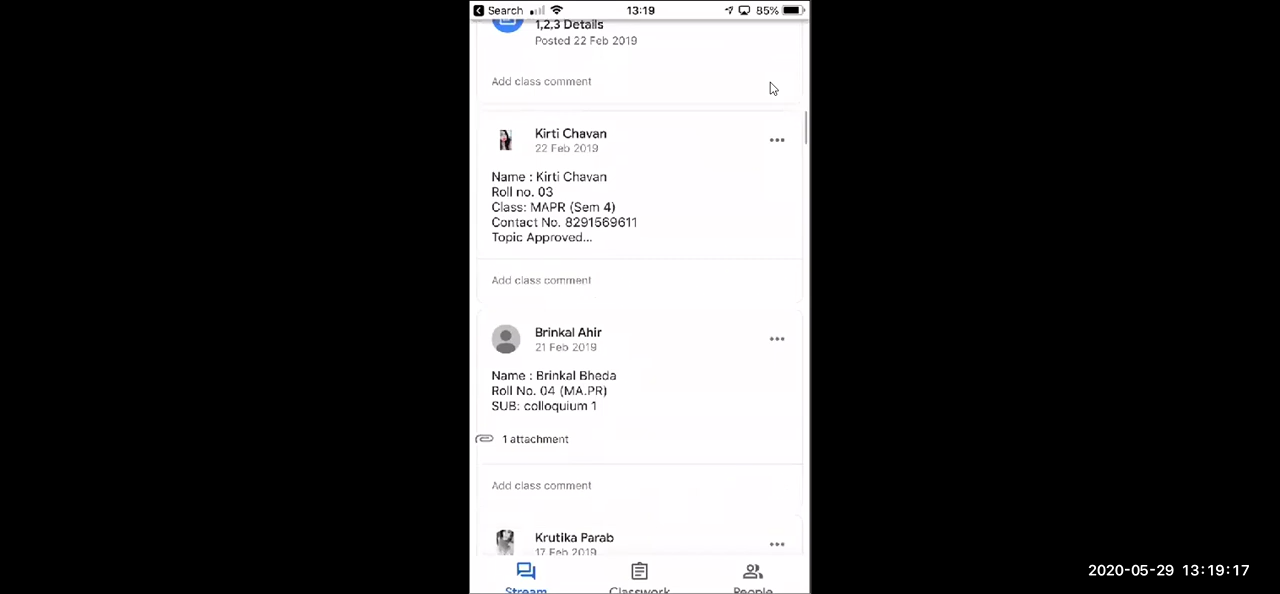 Search 13:19 85%
1,2,3 Details
Posted 22 Feb 2019
Add class comment
Kirti Chavan
22 Feb 2019
Name : Kirti Chavan
Roll no. 03
Class: MAPR (Sem 4)
Contact No. 8291569611
Topic Approved...
Add class comment
Brinkal Ahir
21 Feb 2019
Name : Brinkal Bheda
Roll No. 04 (MA.PR)
SUB: colloquium 1
1 attachment
Add class comment
Krutika Parab
17 Feb 2019
Stream Classwork People
2020-05-29 13:19:17